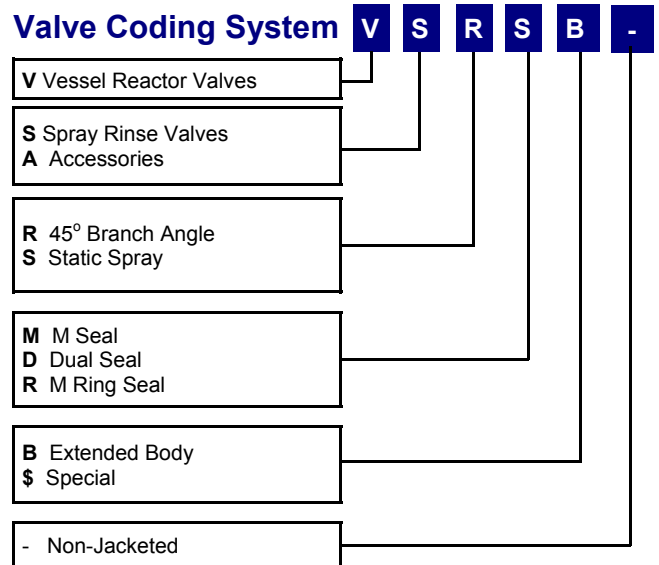 Valve Coding System V S R S B -
V Vessel Reactor Valves
S Spray Rinse Valves
A Accessories
R 45º Branch Angle
S Static Spray
M M Seal
D Dual Seal
R M Ring Seal
B Extended Body
$ Special
- Non-Jacketed